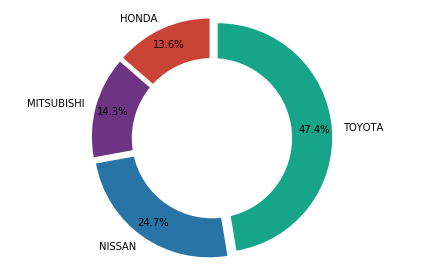 HONDA
13.6%
MITSUBISHI
14.3%
47.4%
TOYOTA
24.7%
NISSAN